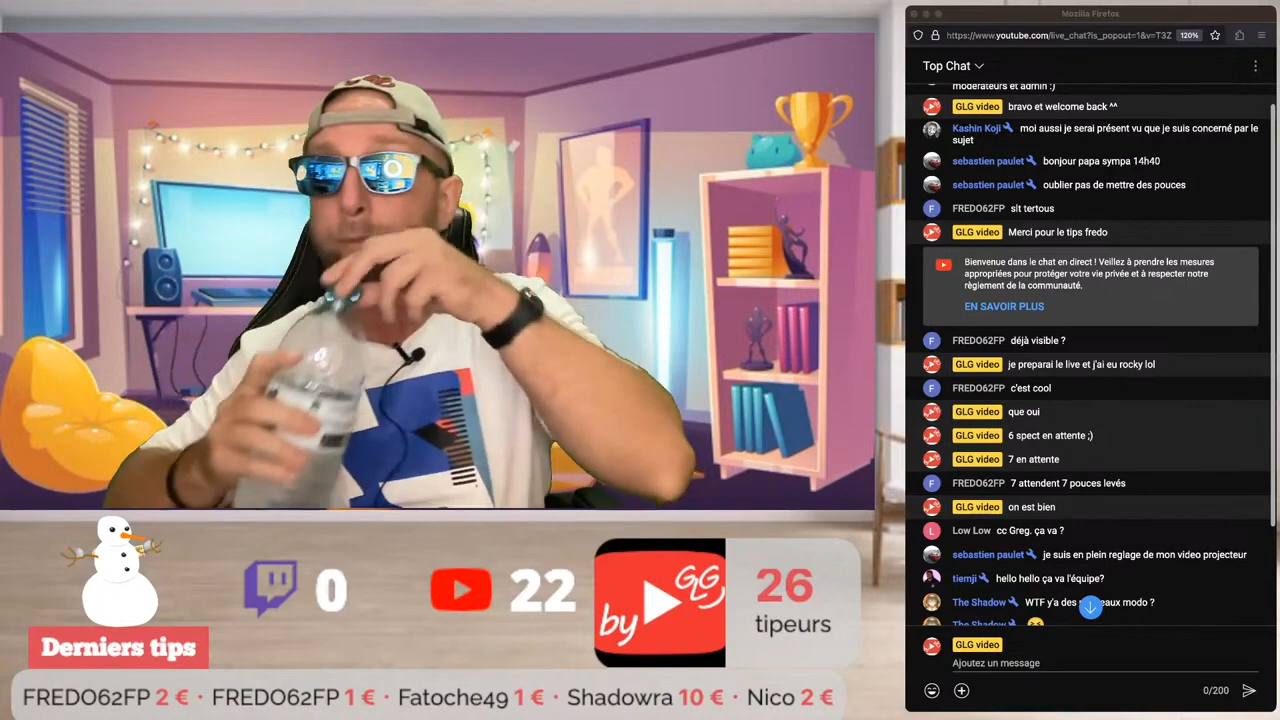 Mozilla Firefox
https://www.youtube.com/live_chat?is_popout=1&v=T3Z
120%
Top Chat
modérateurs et admin :)
GLG video bravo et welcome back ^^
Kashin Koji moi aussi je serai présent vu que je suis concerné par le
sujet
sebastien paulet bonjour papa sympa 14h40
sebastien paulet oublier pas de mettre des pouces
F FREDO62FP slt tertous
GLG video Merci pour le tips fredo
Bienvenue dans le chat en direct ! Veillez à prendre les mesures
appropriées pour protéger votre vie privée et à respecter notre
règlement de la communauté.
EN SAVOIR PLUS
F FREDO62FP déjà visible ?
GLG video je preparai le live et j'ai eu rocky lol
F FREDO62FP c'est cool
GLG video que oui
GLG video 6 spect en attente ;)
GLG video 7 en attente
F FREDO62FP 7 attendent 7 pouces levés
GLG video on est bien
L Low Low cc Greg. ça va ?
sebastien paulet je suis en plein reglage de mon video projecteur
tiemji hello hello ça va l'équipe?
The Shadow WTF y'a des eaux modo ?
The Shadow
GLG video
Ajoutez un message
0/200
0
22
by GLG
26
tipeurs
Derniers tips
FREDO62FP 2 € · FREDO62FP 1 € · Fatoche49 1 € · Shadowra 10 € · Nico 2 €